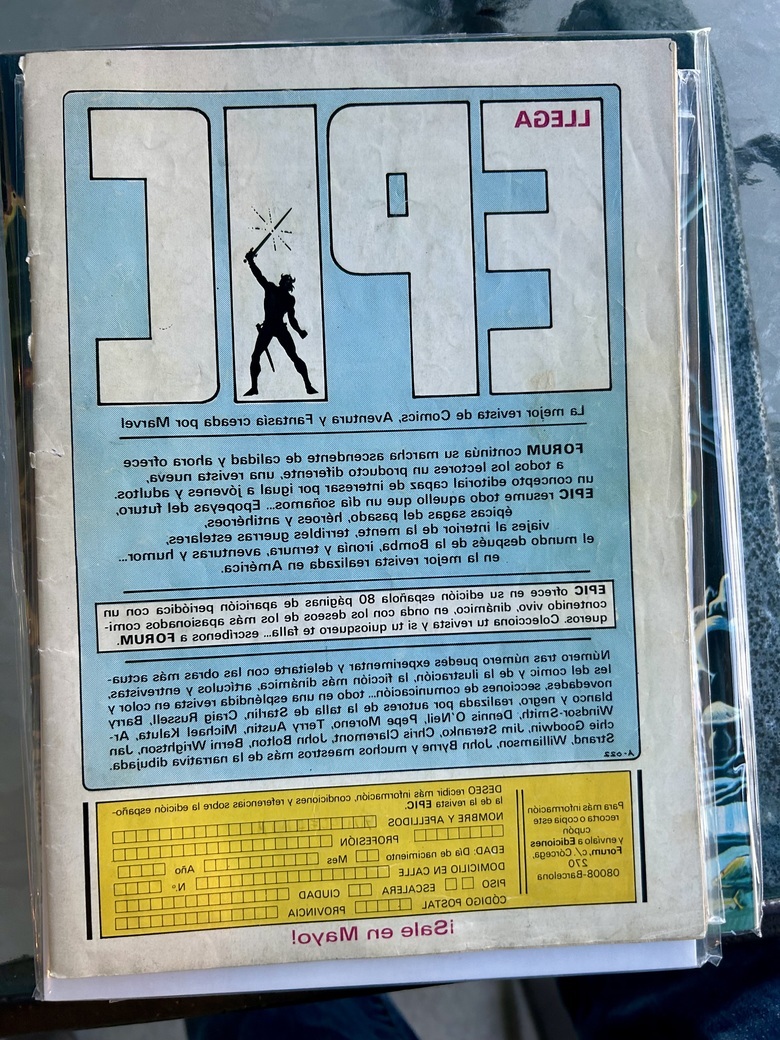 LLEGA
EPIC
La mejor revista de Comics, Aventura y Fantasía creada por Marvel
FORUM continúa su marcha ascendente de calidad y ahora ofrece
a todos los lectores un producto diferente, una revista nueva,
un concepto editorial capaz de interesar por igual a jóvenes y adultos.
EPIC resume todo aquello que un día soñamos... Epopeyas del futuro,
épicas sagas del pasado, héroes y antihéroes,
viajes al interior de la mente, terribles guerras estelares,
el mundo después de la Bomba, ironía y ternura, aventuras y humor...
en la mejor revista realizada en América.
EPIC ofrece en su edición española 80 páginas de aparición periódica con un
contenido vivo, dinámico, en onda con los deseos de los más apasionados comi-
queros. Colecciona tu revista y si tu quiosquero te falla... escríbenos a FORUM.
Número tras número puedes experimentar y deleitarte con las obras más actua-
les del comic y de la ilustración, la ficción más dinámica, artículos y entrevistas,
novedades, secciones de comunicación... todo en una espléndida revista en color y
blanco y negro, realizada por autores de la talla de Starlin, Craig Russell, Barry
Windsor-Smith, Dennis O'Neil, Pepe Moreno, Terry Austin, Michael Kaluta, Ar-
chie Goodwin, Jim Steranko, Chris Claremont, John Bolton, Berni Wrightson, Jan
Strand, Williamson, John Byrne y muchos maestros más de la narrativa dibujada.
A-022
Para más información
recorta o copia este
cupón
y envíalo a Ediciones
Forum, c/. Córcega,
270
08008-Barcelona
DESEO recibir más información, condiciones y referencias sobre la edición español-
la de la revista EPIC.
NOMBRE Y APELLIDOS
PROFESIÓN
EDAD: Día de nacimiento Mes Año
DOMICILIO EN CALLE N.º
PISO ESCALERA CIUDAD
CÓDIGO POSTAL PROVINCIA
¡Sale en Mayo!